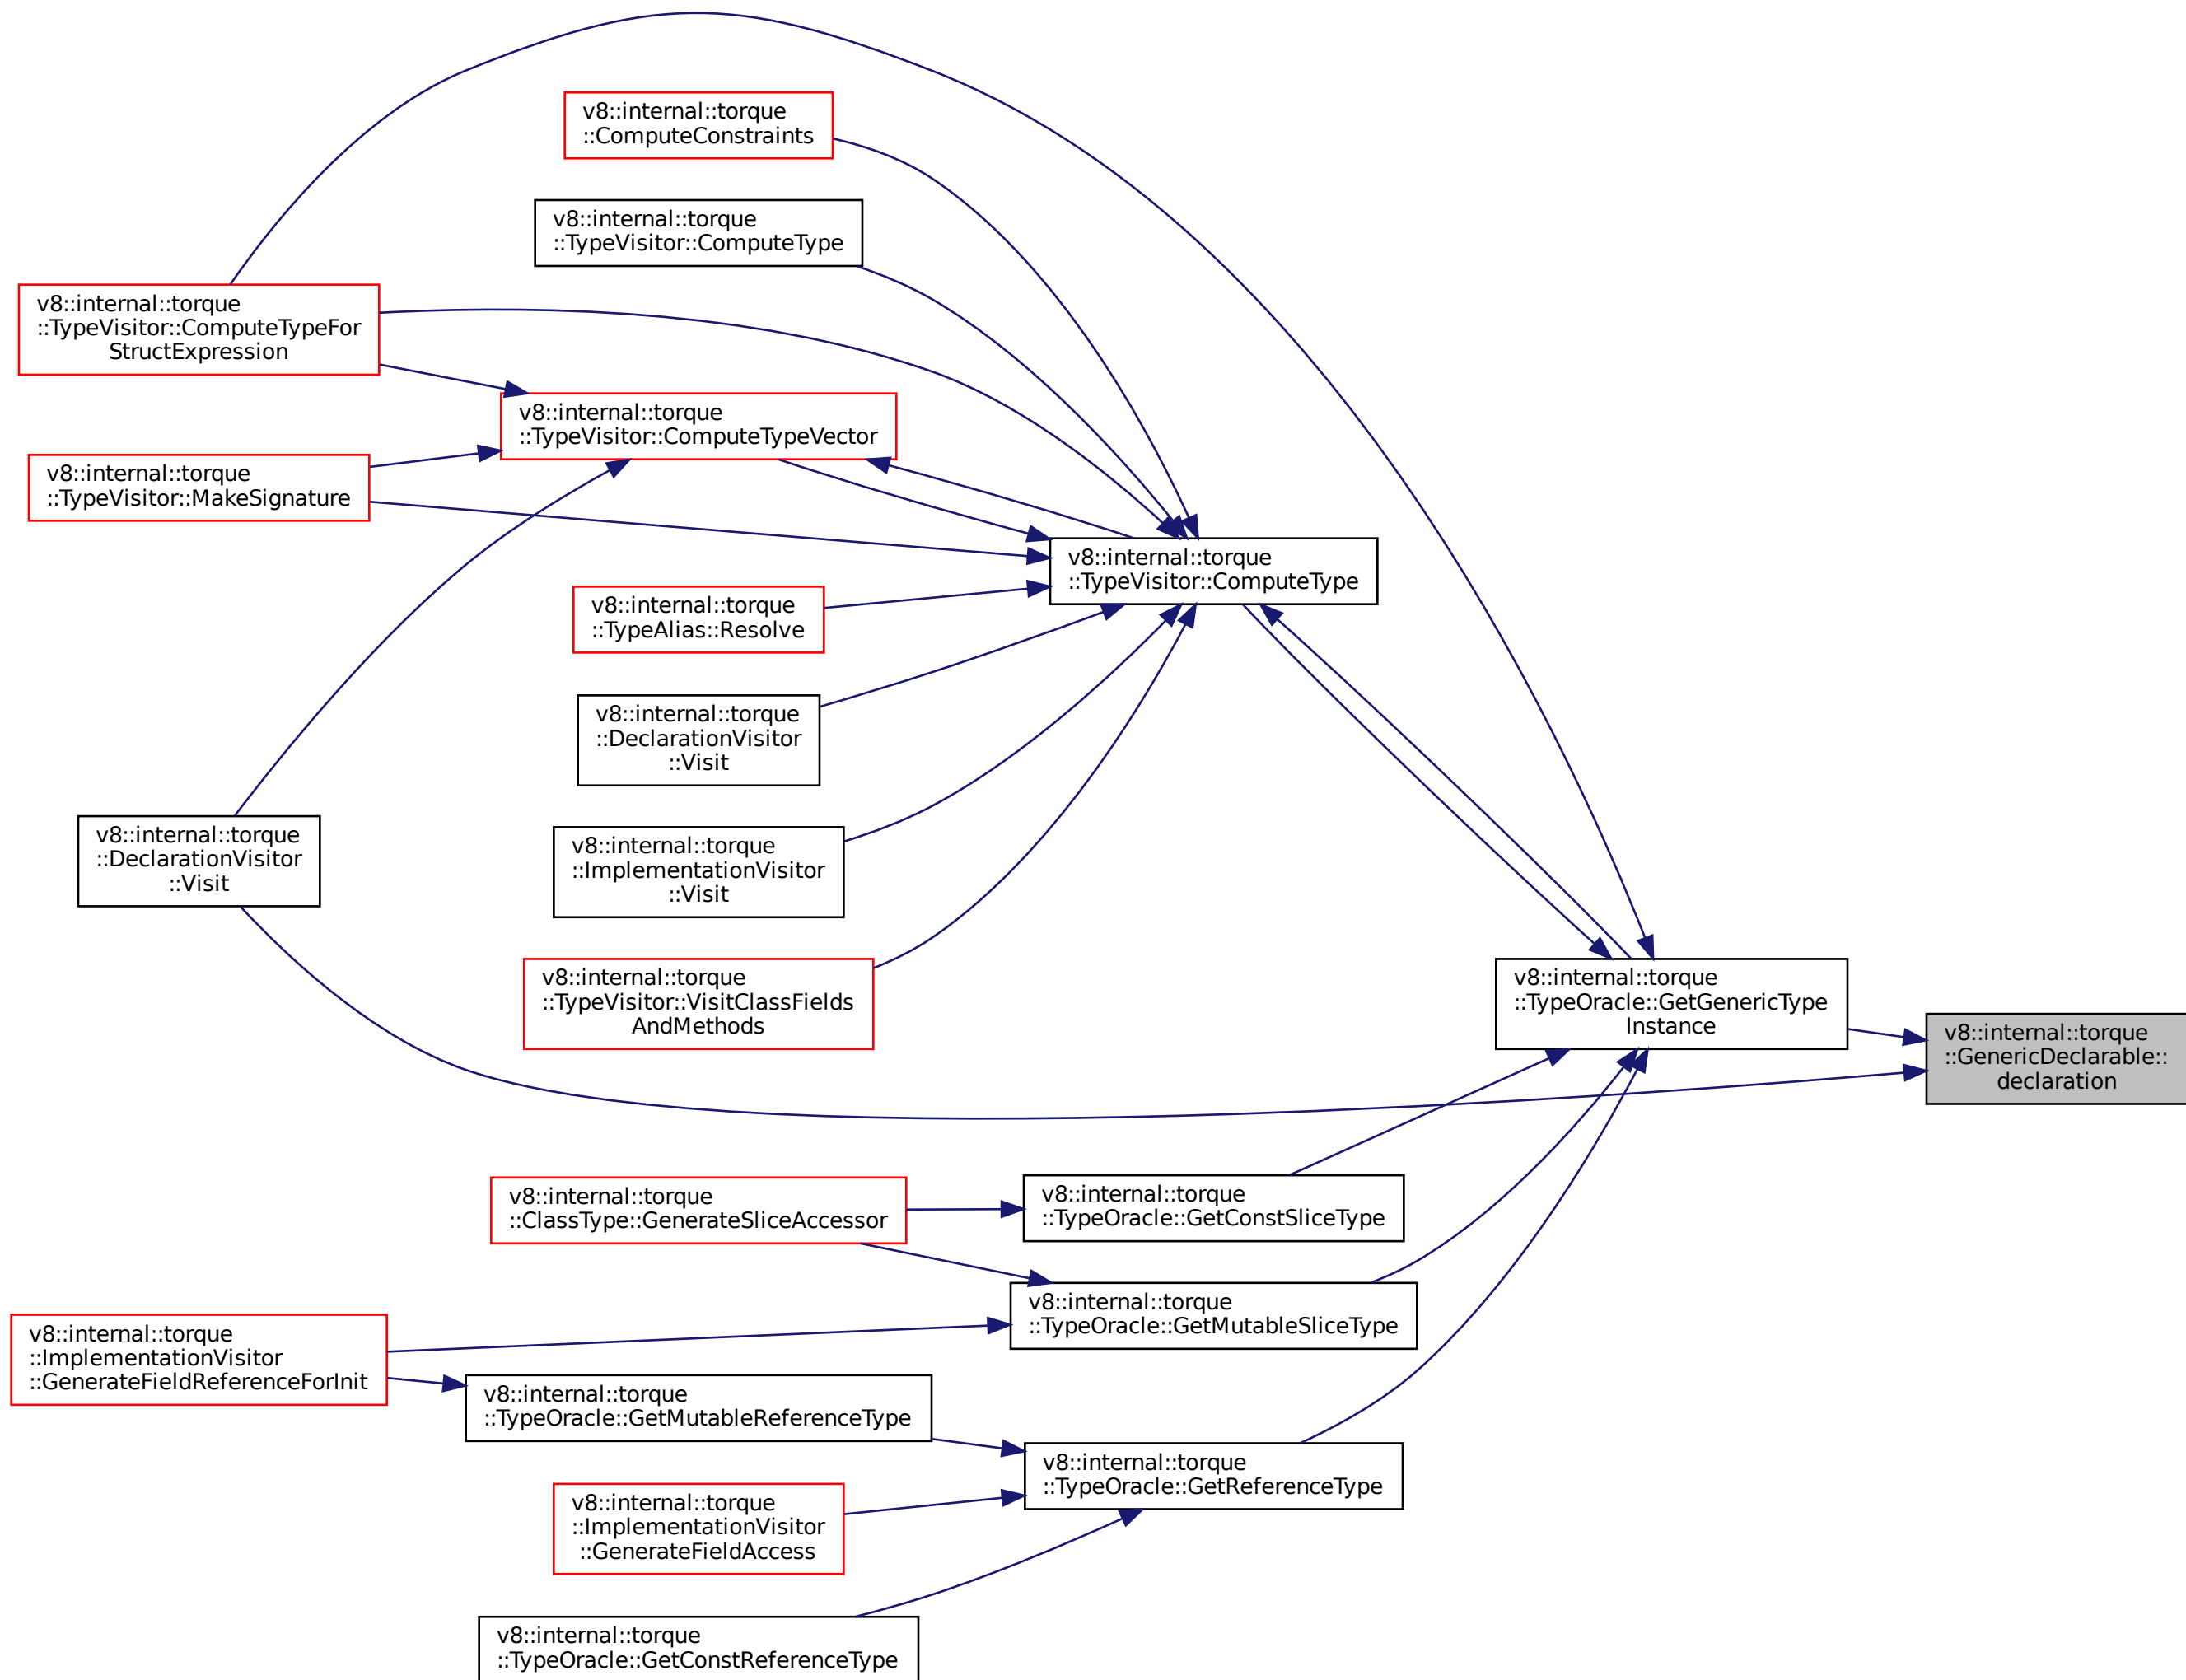 v8::internal::torque
::ComputeConstraints
v8::internal::torque
::TypeVisitor::ComputeType
v8::internal::torque
::TypeVisitor::ComputeTypeFor
StructExpression
v8::internal::torque
::TypeVisitor::ComputeTypeVector
v8::internal::torque
::TypeVisitor::MakeSignature
v8::internal::torque
::TypeVisitor::ComputeType
v8::internal::torque
::TypeAlias::Resolve
v8::internal::torque
::DeclarationVisitor
::Visit
v8::internal::torque
::DeclarationVisitor
::Visit
v8::internal::torque
::ImplementationVisitor
::Visit
v8::internal::torque
::TypeVisitor::VisitClassFields
AndMethods
v8::internal::torque
::TypeOracle::GetGenericType
Instance
v8::internal::torque
::GenericDeclarable::
declaration
v8::internal::torque
::ClassType::GenerateSliceAccessor
v8::internal::torque
::TypeOracle::GetConstSliceType
v8::internal::torque
::TypeOracle::GetMutableSliceType
v8::internal::torque
::ImplementationVisitor
::GenerateFieldReferenceForInit
v8::internal::torque
::TypeOracle::GetMutableReferenceType
v8::internal::torque
::TypeOracle::GetReferenceType
v8::internal::torque
::ImplementationVisitor
::GenerateFieldAccess
v8::internal::torque
::TypeOracle::GetConstReferenceType